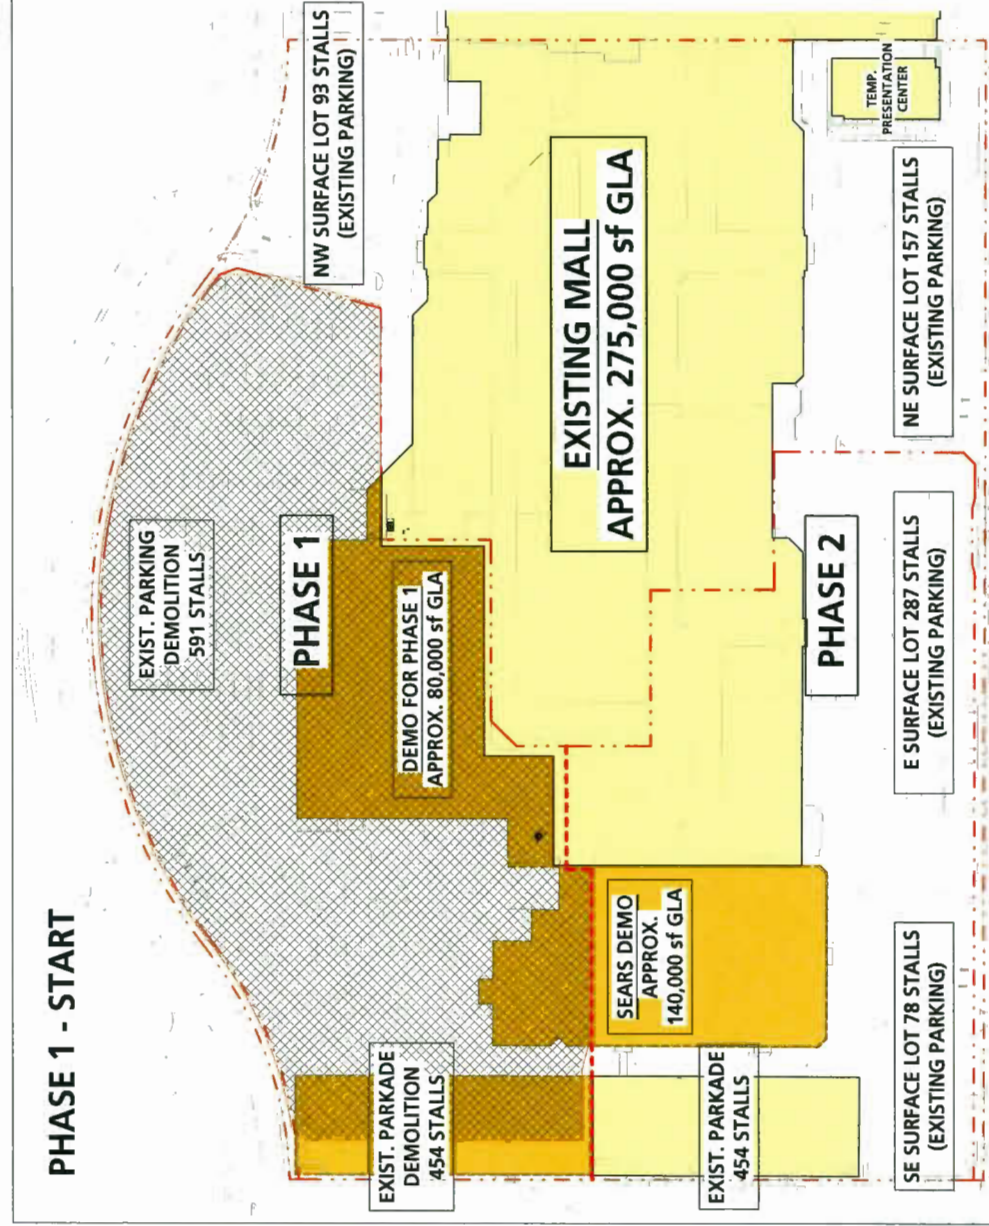 PHASE 1 - START
NW SURFACE LOT 93 STALLS
(EXISTING PARKING)
EXIST. PARKING
DEMOLITION
591 STALLS
PHASE 1
DEMO FOR PHASE 1
APPROX. 80,000 sf GLA
EXISTING MALL
APPROX. 275,000 sf GLA
TEMP.
PRESENTATION
CENTER
EXIST. PARKADE
DEMOLITION
454 STALLS
SEARS DEMO
APPROX.
140,000 sf GLA
PHASE 2
EXIST. PARKADE
454 STALLS
SE SURFACE LOT 78 STALLS
(EXISTING PARKING)
E SURFACE LOT 287 STALLS
(EXISTING PARKING)
NE SURFACE LOT 157 STALLS
(EXISTING PARKING)